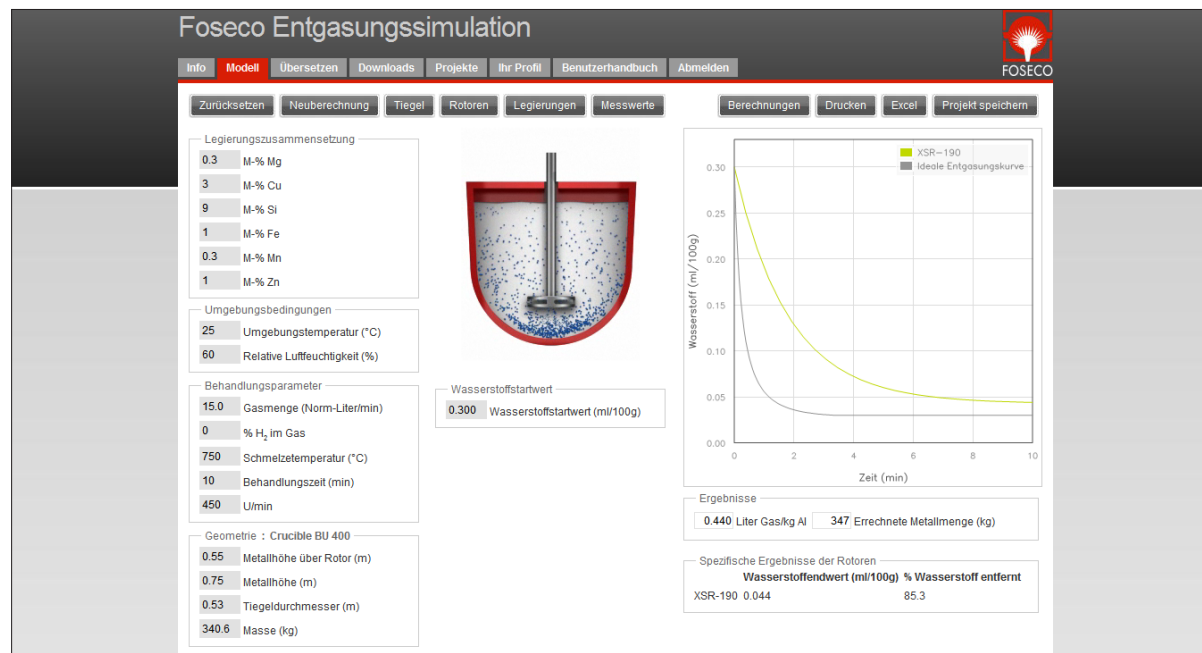 Foseco Entgasungssimulation
FOSECO
Info Modell Übersetzen Downloads Projekte Ihr Profil Benutzerhandbuch Abmelden
Zurücksetzen Neuberechnung Tiegel Rotoren Legierungen Messwerte Berechnungen Drucken Excel Projekt speichern
Legierungszusammensetzung
0.3 M-% Mg
3 M-% Cu
9 M-% Si
1 M-% Fe
0.3 M-% Mn
1 M-% Zn
Umgebungsbedingungen
25 Umgebungstemperatur (°C)
60 Relative Luftfeuchtigkeit (%)
Behandlungsparameter
15.0 Gasmenge (Norm-Liter/min)
0 % H2 im Gas
750 Schmelzetemperatur (°C)
10 Behandlungszeit (min)
450 U/min
Geometrie : Crucible BU 400
0.55 Metallhöhe über Rotor (m)
0.75 Metallhöhe (m)
0.53 Tiegeldurchmesser (m)
340.6 Masse (kg)
Wasserstoffstartwert
0.300 Wasserstoffstartwert (ml/100g)
XSR-190
Ideale Entgasungskurve
Wasserstoff (ml/100g)
0.30
0.25
0.20
0.15
0.10
0.05
0.00
0 2 4 6 8 10
Zeit (min)
Ergebnisse
0.440 Liter Gas/kg Al 347 Errechnete Metallmenge (kg)
Spezifische Ergebnisse der Rotoren
Wasserstoffendwert (ml/100g) % Wasserstoff entfernt
XSR-190 0.044 85.3